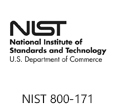 NIST
National Institute of
Standards and Technology
U.S. Department of Commerce
NIST 800-171